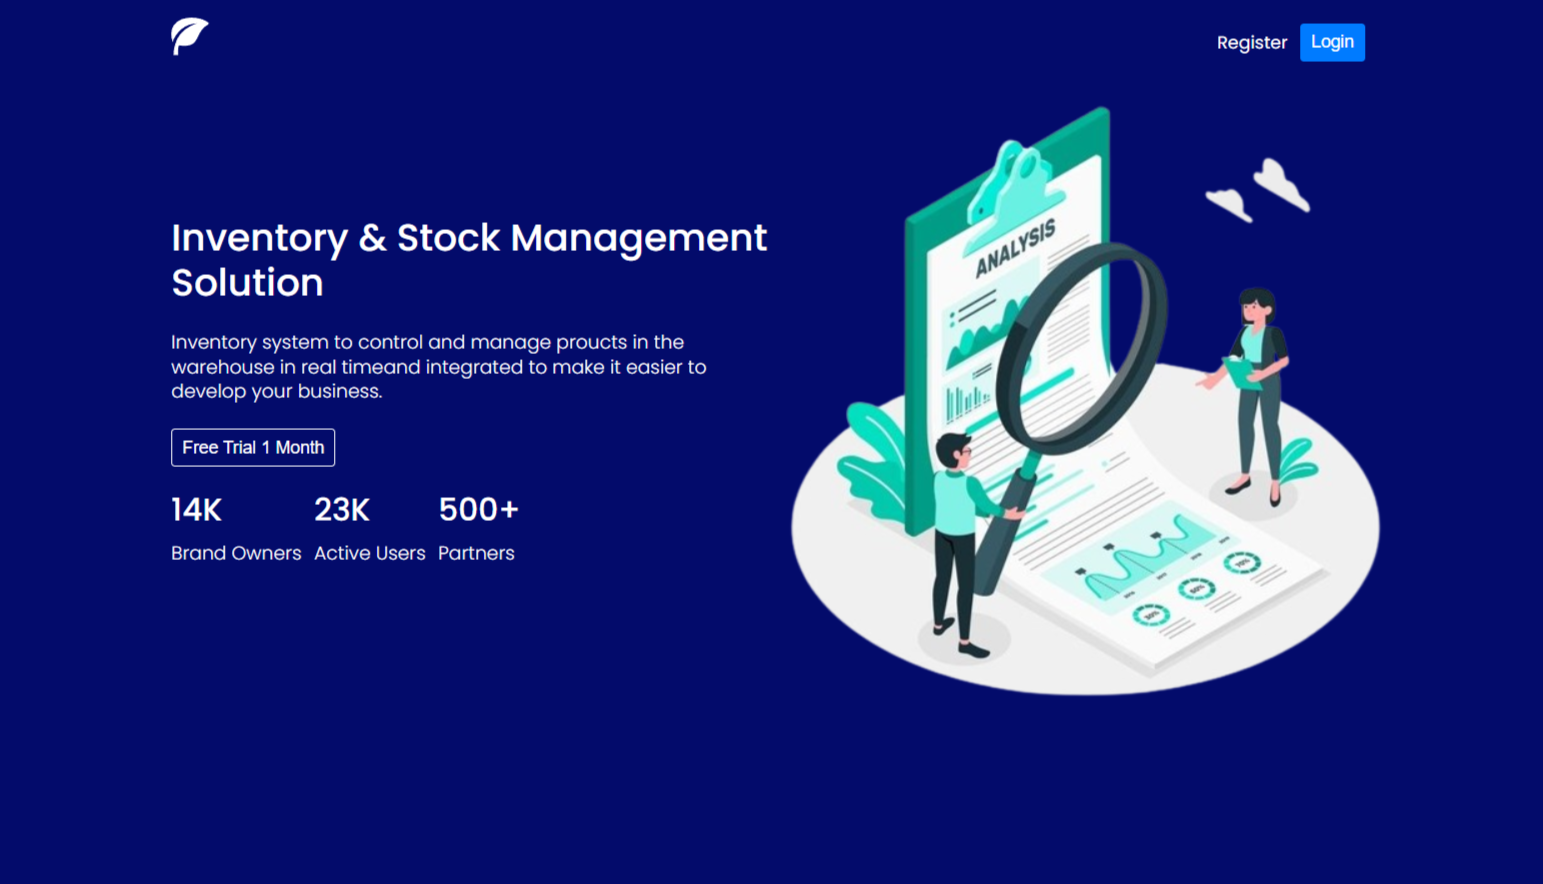 Register
Login
Inventory & Stock Management
Solution
Inventory system to control and manage proucts in the
warehouse in real timeand integrated to make it easier to
develop your business.
Free Trial 1 Month
14K
23K
500+
Brand Owners
Active Users
Partners
ANALYSIS